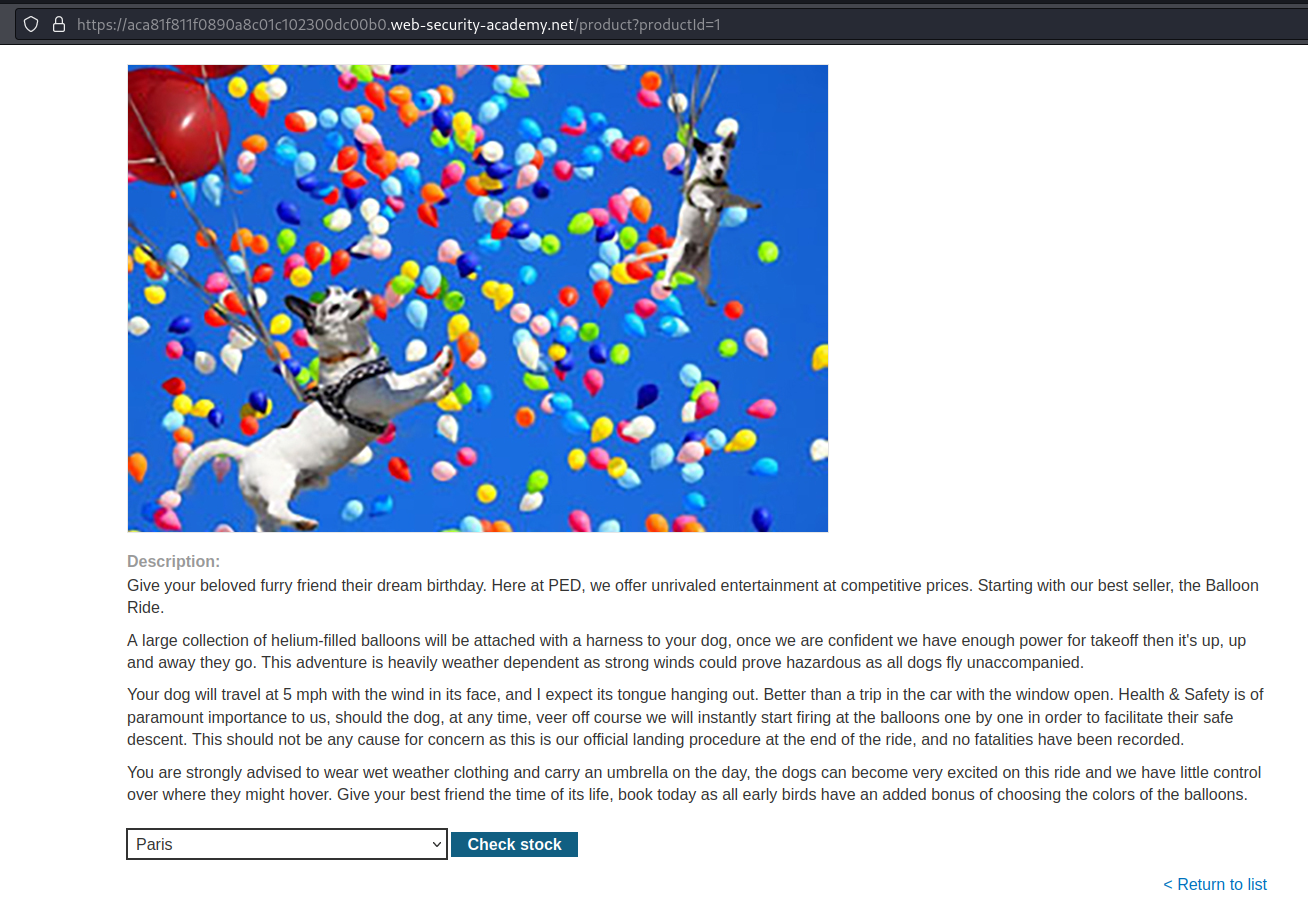 https://aca81f811f0890a8c01c102300dc00b0.web-security-academy.net/product?productId=1
Description:
Give your beloved furry friend their dream birthday. Here at PED, we offer unrivaled entertainment at competitive prices. Starting with our best seller, the Balloon
Ride.
A large collection of helium-filled balloons will be attached with a harness to your dog, once we are confident we have enough power for takeoff then it's up, up
and away they go. This adventure is heavily weather dependent as strong winds could prove hazardous as all dogs fly unaccompanied.
Your dog will travel at 5 mph with the wind in its face, and I expect its tongue hanging out. Better than a trip in the car with the window open. Health & Safety is of
paramount importance to us, should the dog, at any time, veer off course we will instantly start firing at the balloons one by one in order to facilitate their safe
descent. This should not be any cause for concern as this is our official landing procedure at the end of the ride, and no fatalities have been recorded.
You are strongly advised to wear wet weather clothing and carry an umbrella on the day, the dogs can become very excited on this ride and we have little control
over where they might hover. Give your best friend the time of its life, book today as all early birds have an added bonus of choosing the colors of the balloons.
Paris
Check stock
< Return to list